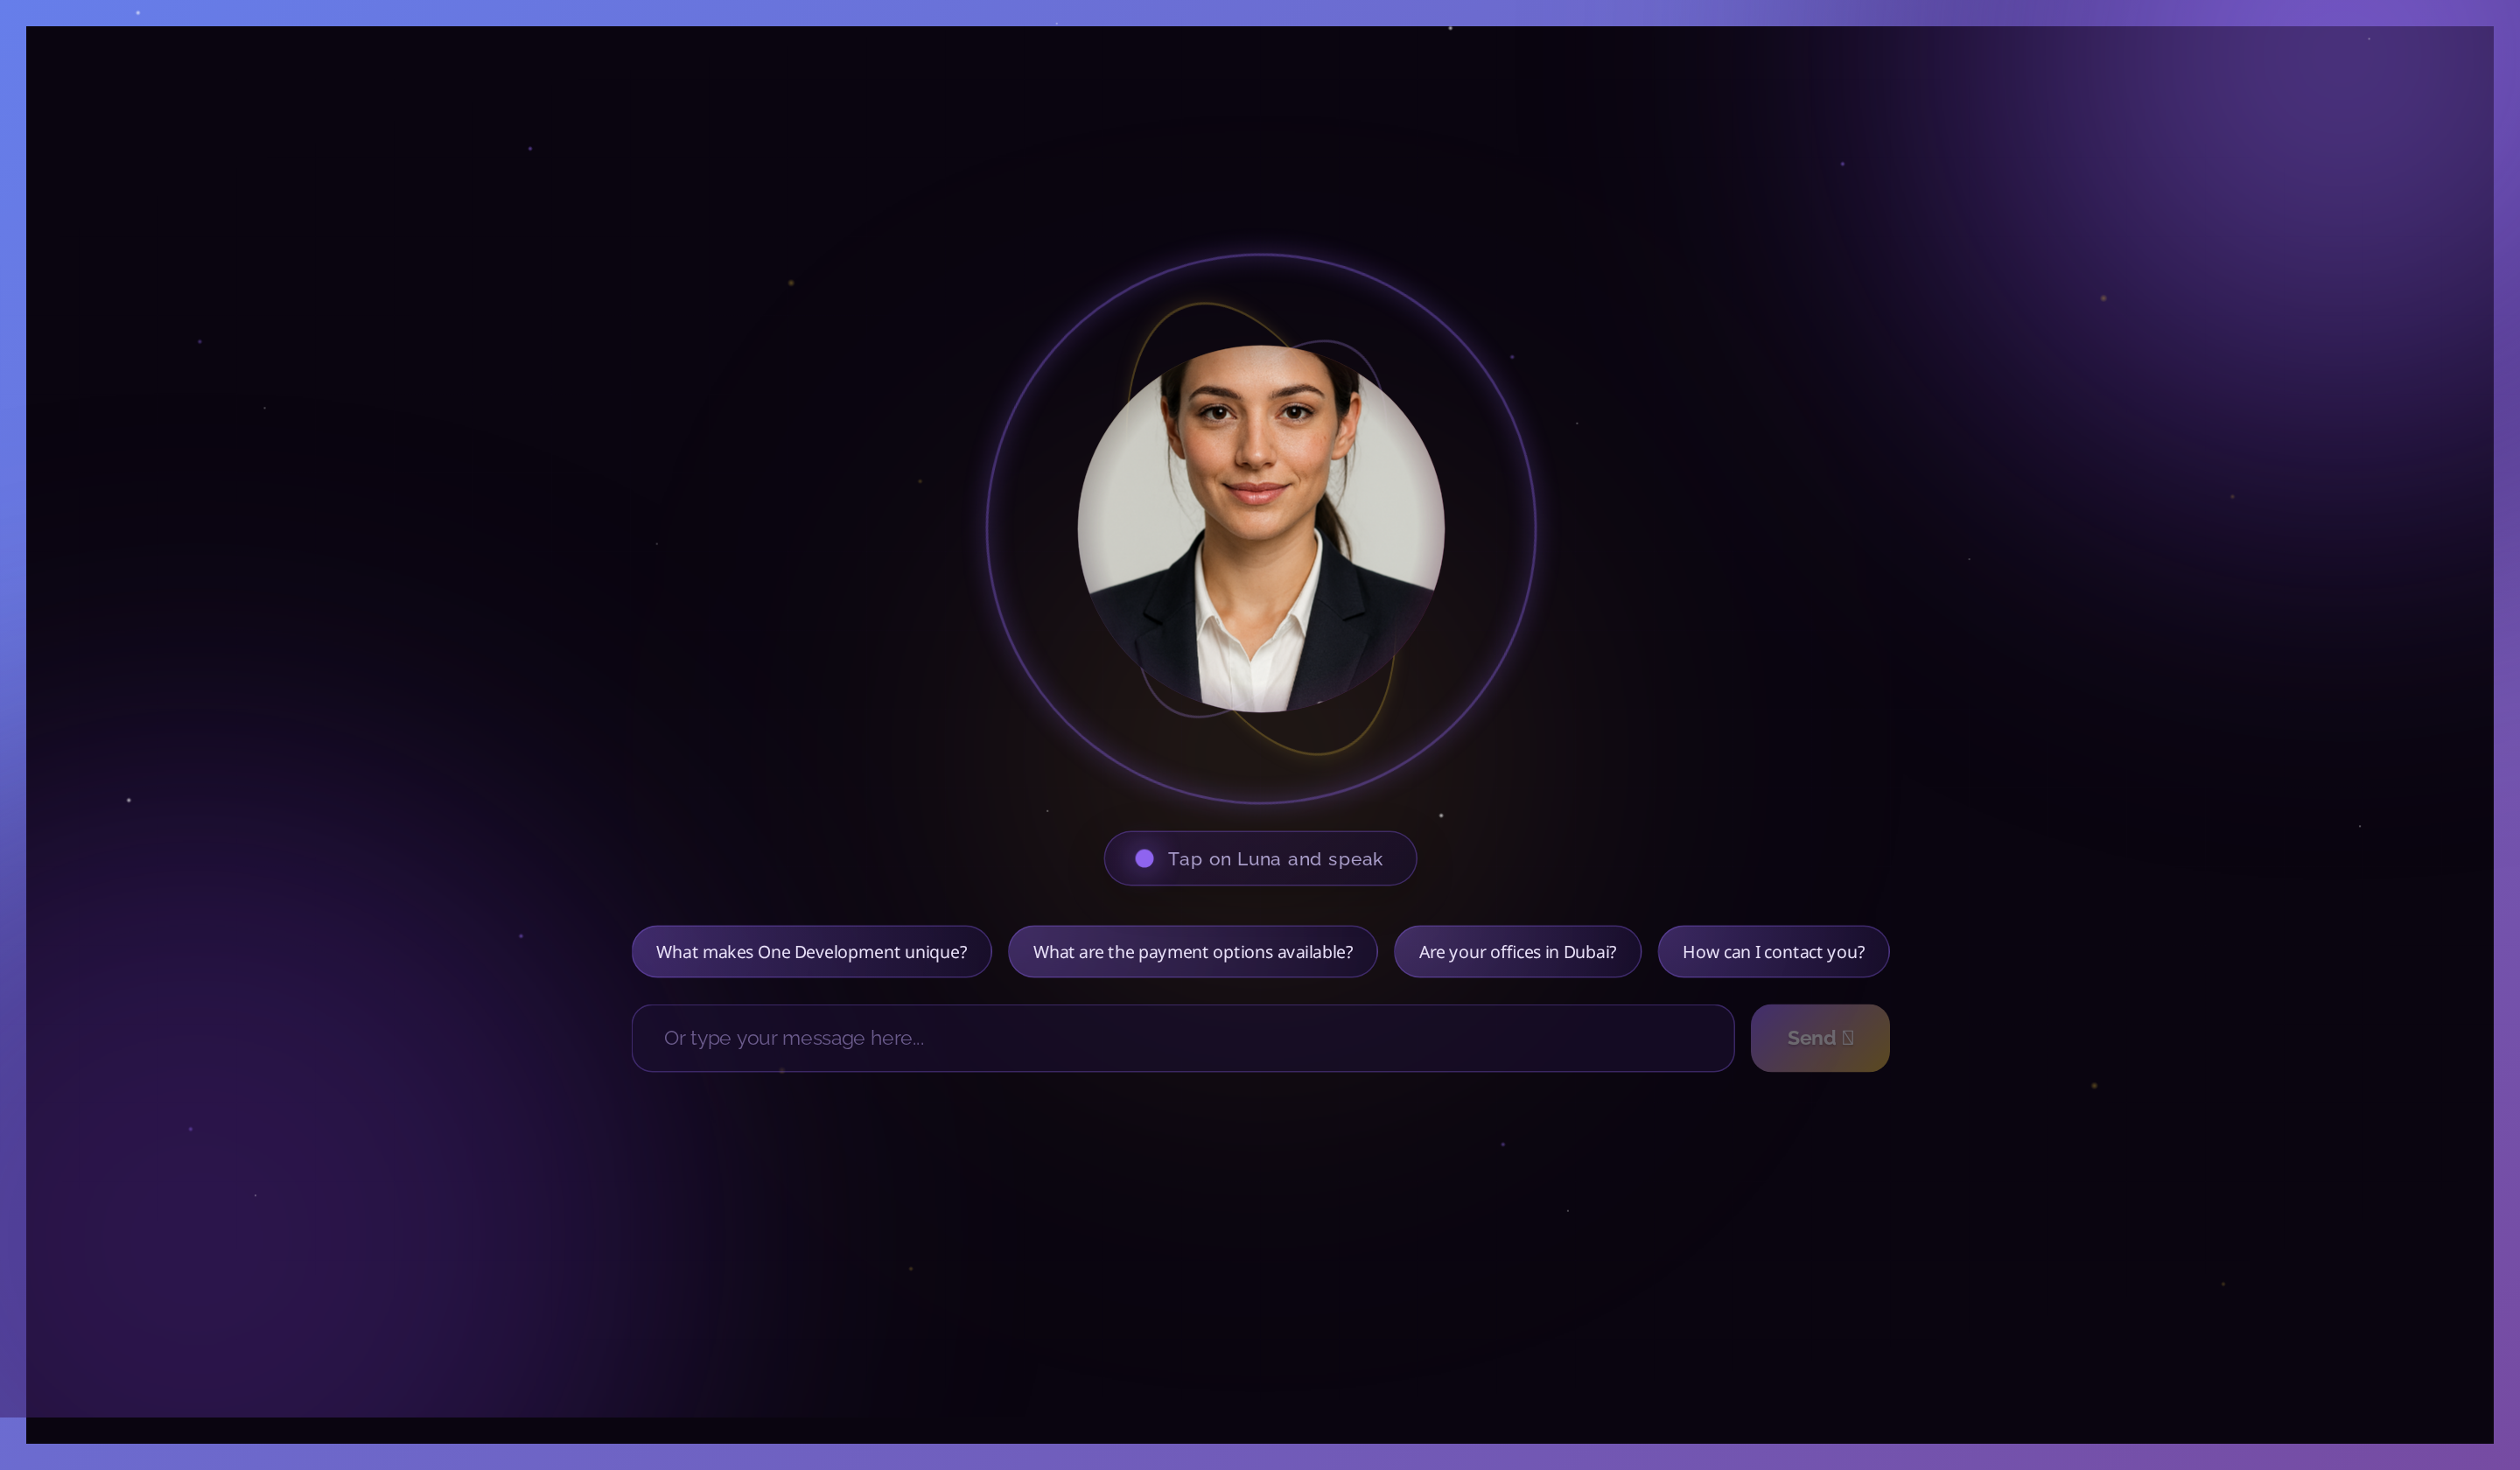 Tap on Luna and speak
What makes One Development unique?
What are the payment options available?
Are your offices in Dubai?
How can I contact you?
Or type your message here...
Send